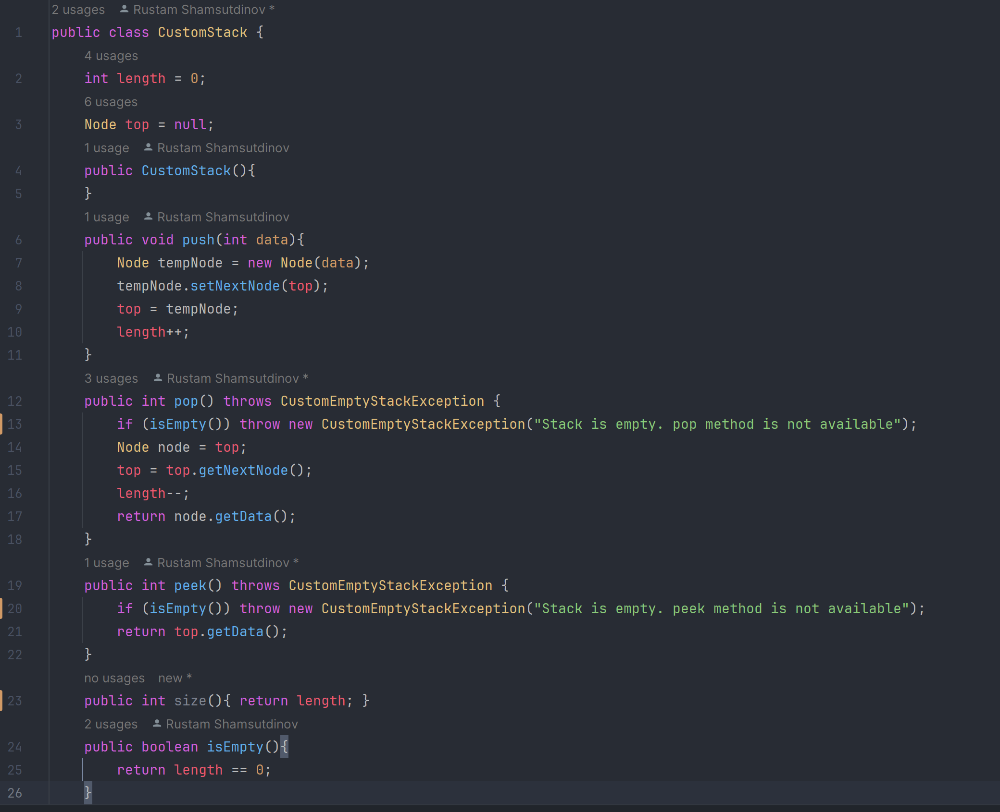 2 usages Rustam Shamsutdinov *
1 public class CustomStack {
4 usages
2 int length = 0;
6 usages
3 Node top = null;
1 usage Rustam Shamsutdinov
4 public CustomStack(){
5 }
1 usage Rustam Shamsutdinov
6 public void push(int data){
7 Node tempNode = new Node(data);
8 tempNode.setNextNode(top);
9 top = tempNode;
10 length++;
11 }
3 usages Rustam Shamsutdinov *
12 public int pop() throws CustomEmptyStackException {
13 if (isEmpty()) throw new CustomEmptyStackException("Stack is empty. pop method is not available");
14 Node node = top;
15 top = top.getNextNode();
16 length--;
17 return node.getData();
18 }
1 usage Rustam Shamsutdinov *
19 public int peek() throws CustomEmptyStackException {
20 if (isEmpty()) throw new CustomEmptyStackException("Stack is empty. peek method is not available");
21 return top.getData();
22 }
no usages new *
23 public int size(){ return length; }
2 usages Rustam Shamsutdinov
24 public boolean isEmpty(){
25 return length == 0;
26 }